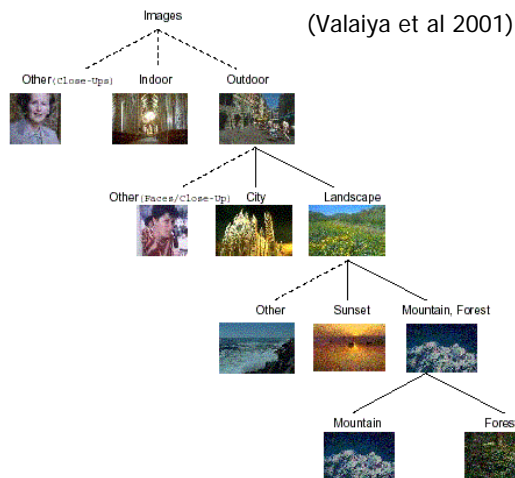 Images
(Valaiya et al 2001)
Other(Close-Ups) Indoor Outdoor
Other(Faces/Close-Up) City Landscape
Other Sunset Mountain, Forest
Mountain Fores